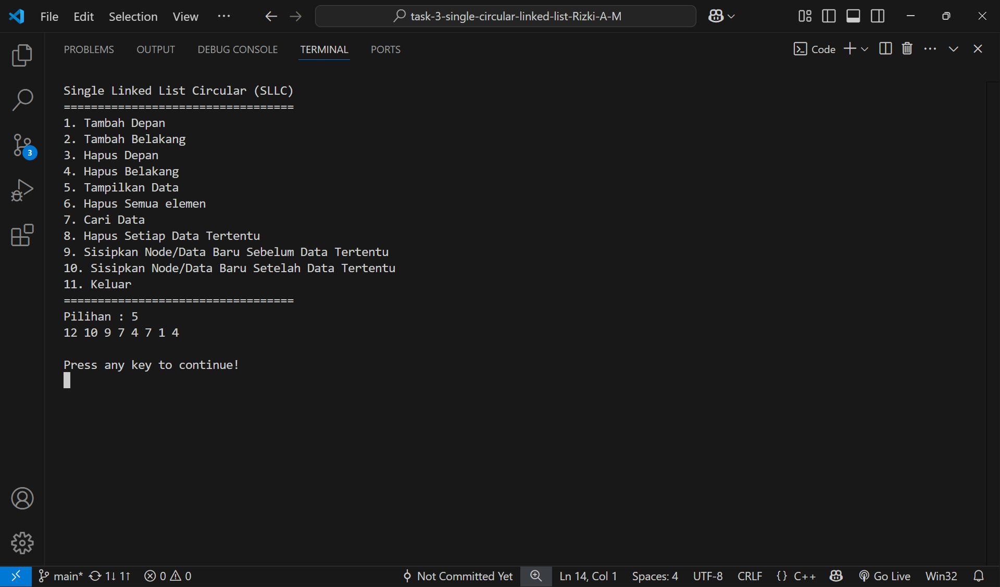 File Edit Selection View ··· task-3-single-circular-linked-list-Rizki-A-M
PROBLEMS OUTPUT DEBUG CONSOLE TERMINAL PORTS Code
Single Linked List Circular (SLLC)
==================================
1. Tambah Depan
2. Tambah Belakang
3. Hapus Depan
4. Hapus Belakang
5. Tampilkan Data
6. Hapus Semua elemen
7. Cari Data
8. Hapus Setiap Data Tertentu
9. Sisipkan Node/Data Baru Sebelum Data Tertentu
10. Sisipkan Node/Data Baru Setelah Data Tertentu
11. Keluar
==================================
Pilihan : 5
12 10 9 7 4 7 1 4
Press any key to continue!
3
main* 1↓ 1↑ 0 0 Not Committed Yet Ln 14, Col 1 Spaces: 4 UTF-8 CRLF {} C++ Go Live Win32